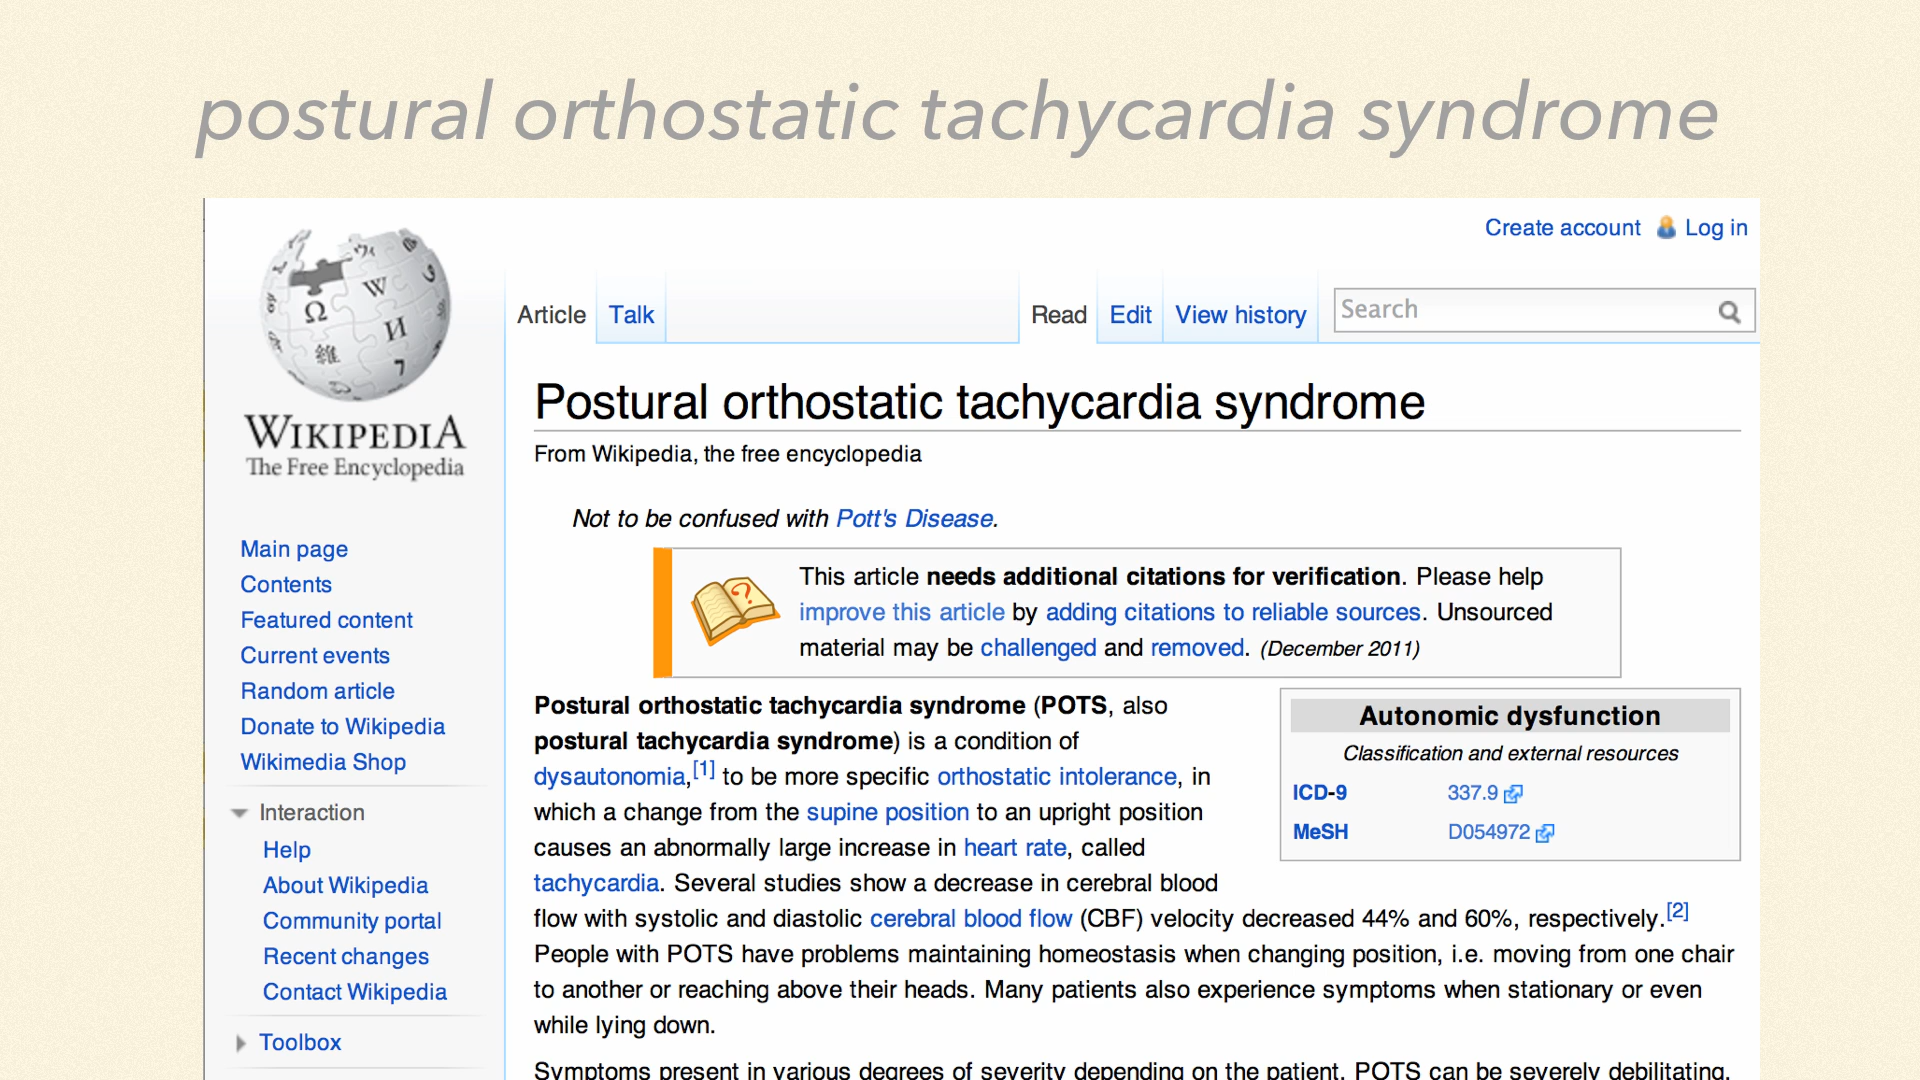 postural orthostatic tachycardia syndrome
Create account Log in
WIKIPEDIA
The Free Encyclopedia
Article Talk Read Edit View history Search
Postural orthostatic tachycardia syndrome
From Wikipedia, the free encyclopedia
Not to be confused with Pott's Disease.
This article needs additional citations for verification. Please help
improve this article by adding citations to reliable sources. Unsourced
material may be challenged and removed. (December 2011)
Main page
Contents
Featured content
Current events
Random article
Donate to Wikipedia
Wikimedia Shop
Interaction
Help
About Wikipedia
Community portal
Recent changes
Contact Wikipedia
Toolbox
Postural orthostatic tachycardia syndrome (POTS, also
postural tachycardia syndrome) is a condition of
dysautonomia,[1] to be more specific orthostatic intolerance, in
which a change from the supine position to an upright position
causes an abnormally large increase in heart rate, called
tachycardia. Several studies show a decrease in cerebral blood
flow with systolic and diastolic cerebral blood flow (CBF) velocity decreased 44% and 60%, respectively.[2]
People with POTS have problems maintaining homeostasis when changing position, i.e. moving from one chair
to another or reaching above their heads. Many patients also experience symptoms when stationary or even
while lying down.
Symptoms present in various degrees of severity depending on the patient. POTS can be severely debilitating.
Autonomic dysfunction
Classification and external resources
ICD-9 337.9
MeSH D054972